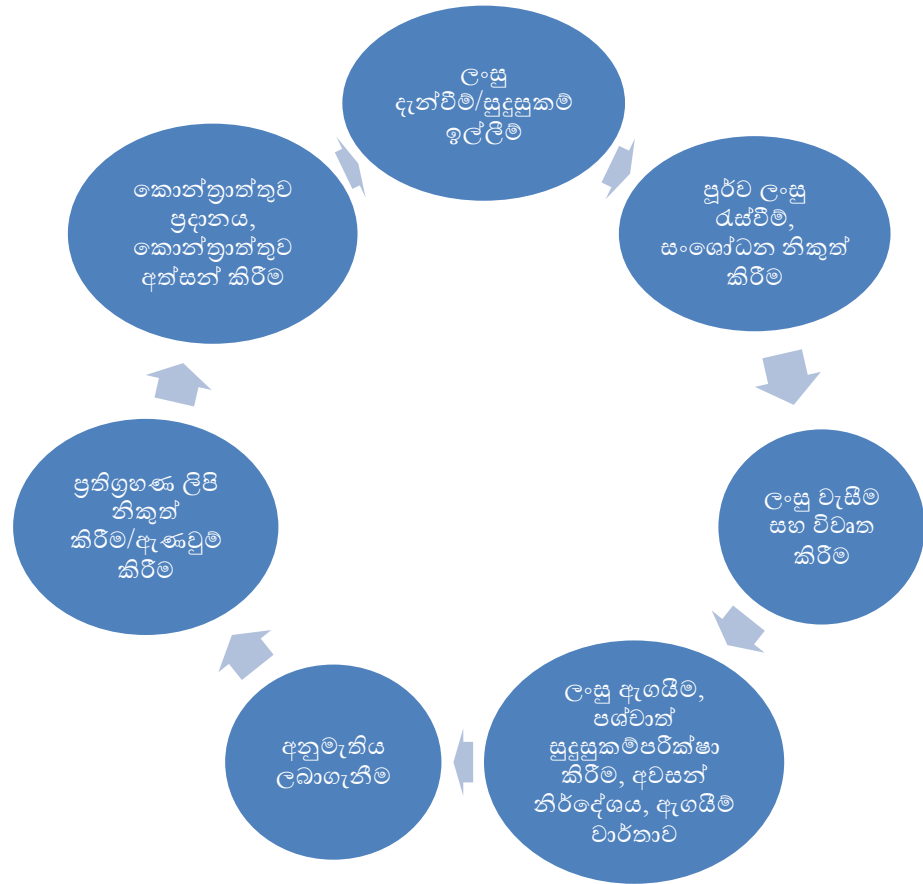 ලංසු
දැන්වීම්/සුදුසුකම්
ඉල්ලීම්
පූර්ව ලංසු
රැස්වීම්,
සංශෝධන නිකුත්
කිරීම
ලංසු වැසීම
සහ විවෘත
කිරීම
ලංසු ඇගයීම,
පශ්චාත්
සුදුසුකම්පරීක්ෂා
කිරීම, අවසන්
නිර්දේශය, ඇගයීම්
වාර්තාව
අනුමැතිය
ලබාගැනීම
ප්‍රතිග්‍රහණ ලිපි
නිකුත්
කිරීම/ඇණවුම්
කිරීම
කොන්ත්‍රාත්තුව
ප්‍රදානය,
කොන්ත්‍රාත්තුව
අත්සන් කිරීම